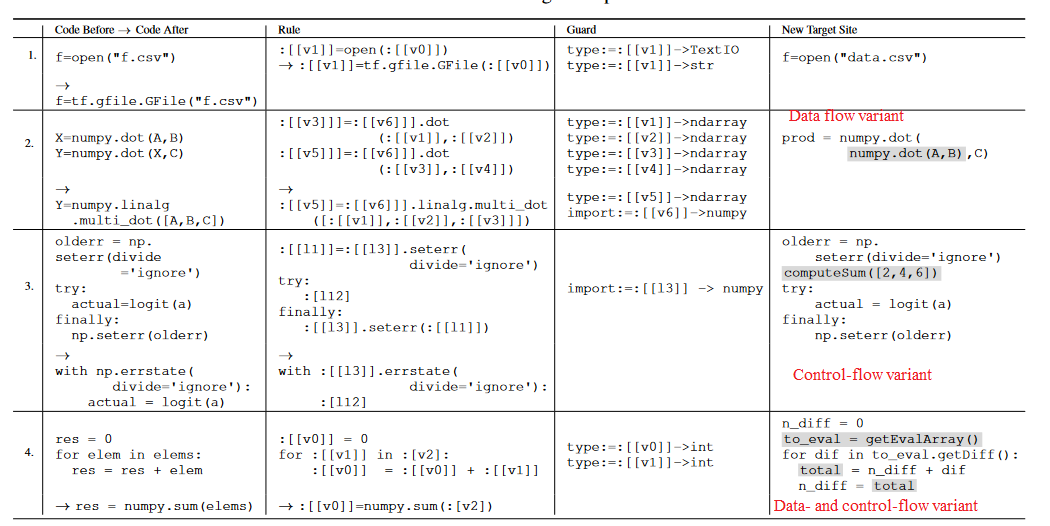 Code Before → Code After
Rule
Guard
New Target Site
1.
f=open("f.csv")
→
f=tf.gfile.GFile("f.csv")
:[[v1]]=open(:[[v0]])
→ :[[v1]]=tf.gfile.GFile(:[[v0]])
type:=:[[v1]]->TextIO
type:=:[[v1]]->str
f=open("data.csv")
2.
X=numpy.dot(A,B)
Y=numpy.dot(X,C)
→
Y=numpy.linalg
.multi_dot([A,B,C])
:[[v3]]]=:[[v6]]].dot
(:[[v1]],:[[v2]])
:[[v5]]]=:[[v6]]].dot
(:[[v3]],:[[v4]])
→
:[[v5]]=:[[v6]]].linalg.multi_dot
([:[[v1]],:[[v2]],:[[v3]]])
type:=:[[v1]]->ndarray
type:=:[[v2]]->ndarray
type:=:[[v3]]->ndarray
type:=:[[v4]]->ndarray
type:=:[[v5]]->ndarray
import:=:[[v6]]->numpy
Data flow variant
prod = numpy.dot(
numpy.dot(A,B),C)
3.
olderr = np.
seterr(divide
='ignore')
try:
actual=logit(a)
finally:
np.seterr(olderr)
→
with np.errstate(
divide='ignore'):
actual = logit(a)
:[[l1]]=:[[l3]].seterr(
divide='ignore')
try:
:[l12]
finally:
:[[l3]].seterr(:[[l1]])
→
with :[[l3]].errstate(
divide='ignore'):
:[l12]
import:=:[[l3]] -> numpy
olderr = np.
seterr(divide='ignore')
computeSum([2,4,6])
try:
actual = logit(a)
finally:
np.seterr(olderr)
Control-flow variant
4.
res = 0
for elem in elems:
res = res + elem
→ res = numpy.sum(elems)
:[[v0]] = 0
for :[[v1]] in :[v2]:
:[[v0]] = :[[v0]] + :[[v1]]
→ :[[v0]]=numpy.sum(:[v2])
type:=:[[v0]]->int
type:=:[[v1]]->int
n_diff = 0
to_eval = getEvalArray()
for dif in to_eval.getDiff():
total = n_diff + dif
n_diff = total
Data- and control-flow variant